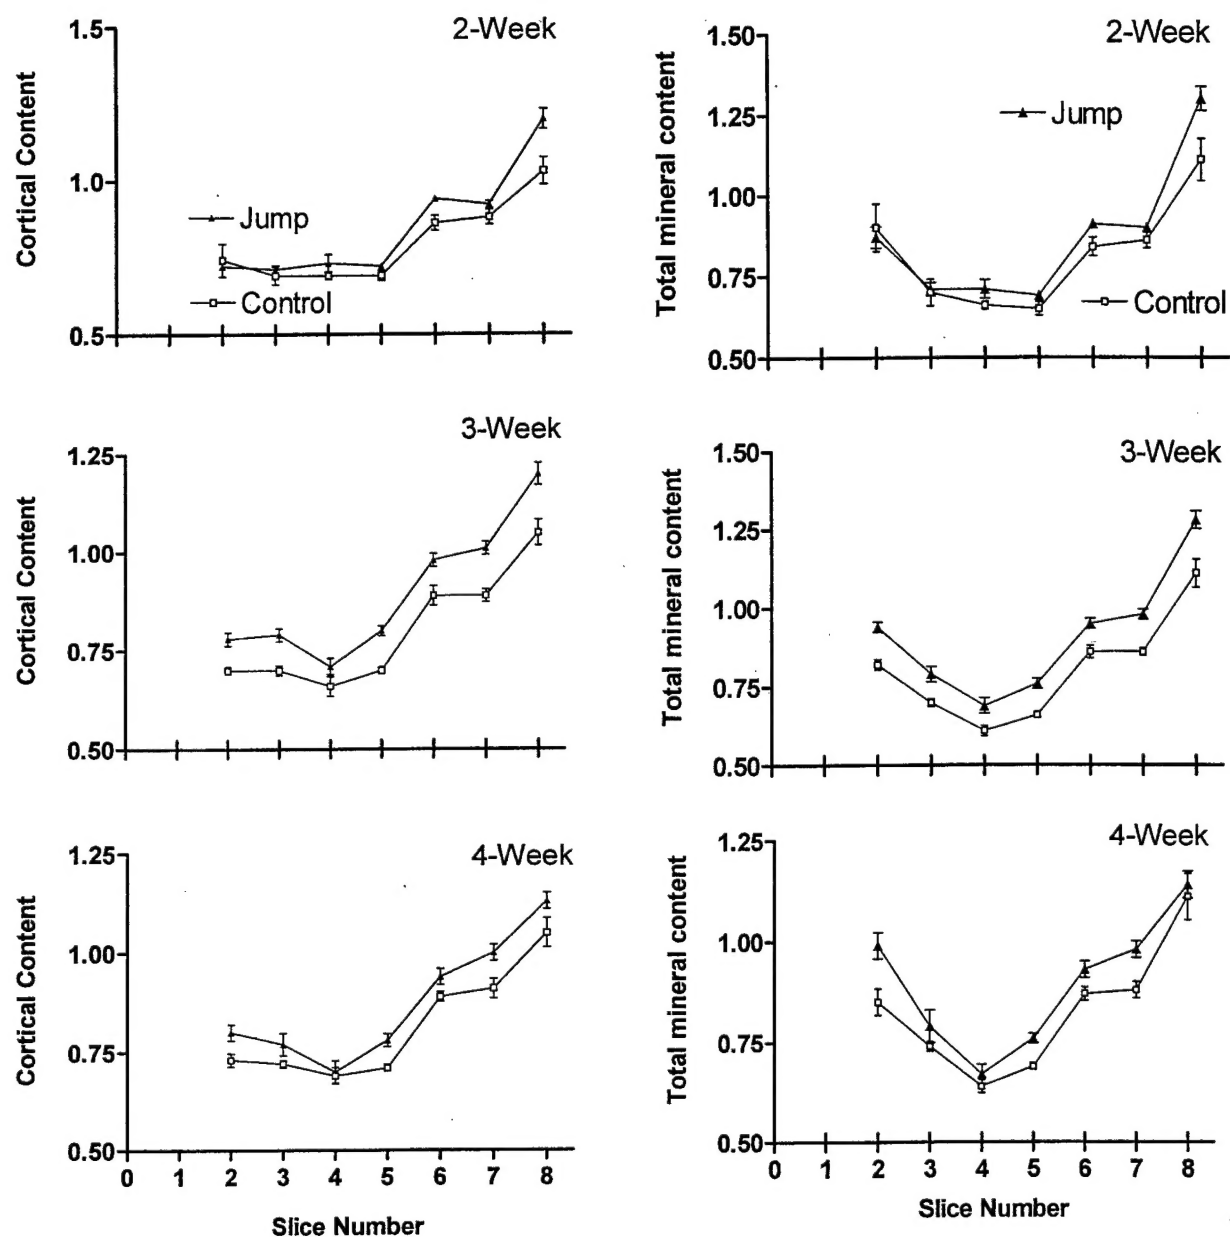 2-Week
1.5
1.0
0.5
Cortical Content
Jump
Control
2-Week
1.50
1.25
1.00
0.75
0.50
Total mineral content
Jump
Control
3-Week
1.25
1.00
0.75
0.50
Cortical Content
3-Week
1.50
1.25
1.00
0.75
0.50
Total mineral content
4-Week
1.25
1.00
0.75
0.50
Cortical Content
0 1 2 3 4 5 6 7 8
Slice Number
4-Week
1.25
1.00
0.75
0.50
Total mineral content
0 1 2 3 4 5 6 7 8
Slice Number